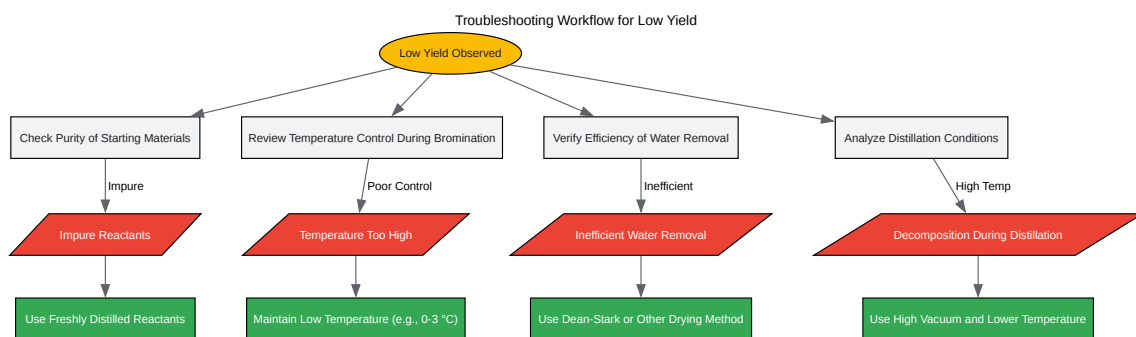 Troubleshooting Workflow for Low Yield
Low Yield Observed
Check Purity of Starting Materials
Review Temperature Control During Bromination
Verify Efficiency of Water Removal
Analyze Distillation Conditions
Impure
Poor Control
Inefficient
High Temp
Impure Reactants
Temperature Too High
Inefficient Water Removal
Decomposition During Distillation
Use Freshly Distilled Reactants
Maintain Low Temperature (e.g., 0-3 °C)
Use Dean-Stark or Other Drying Method
Use High Vacuum and Lower Temperature